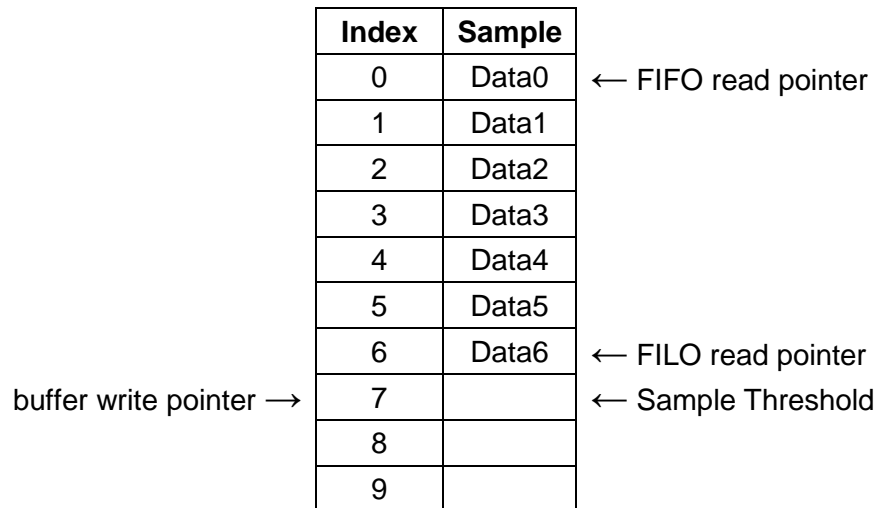 Index Sample
0 Data0 ← FIFO read pointer
1 Data1
2 Data2
3 Data3
4 Data4
5 Data5
6 Data6 ← FILO read pointer
buffer write pointer → 7 ← Sample Threshold
8
9